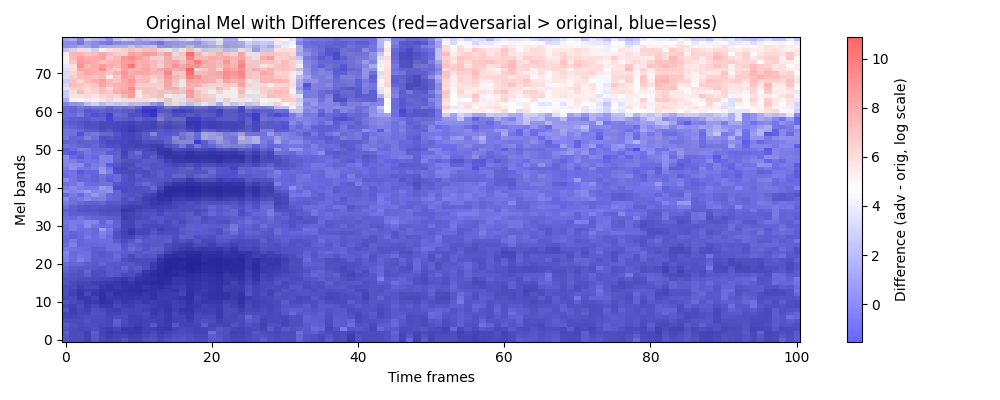 Original Mel with Differences (red=adversarial > original, blue=less)
Mel bands
70
60
50
40
30
20
10
0
0 20 40 60 80 100
Time frames
10
8
6
4
2
0
Difference (adv - orig, log scale)